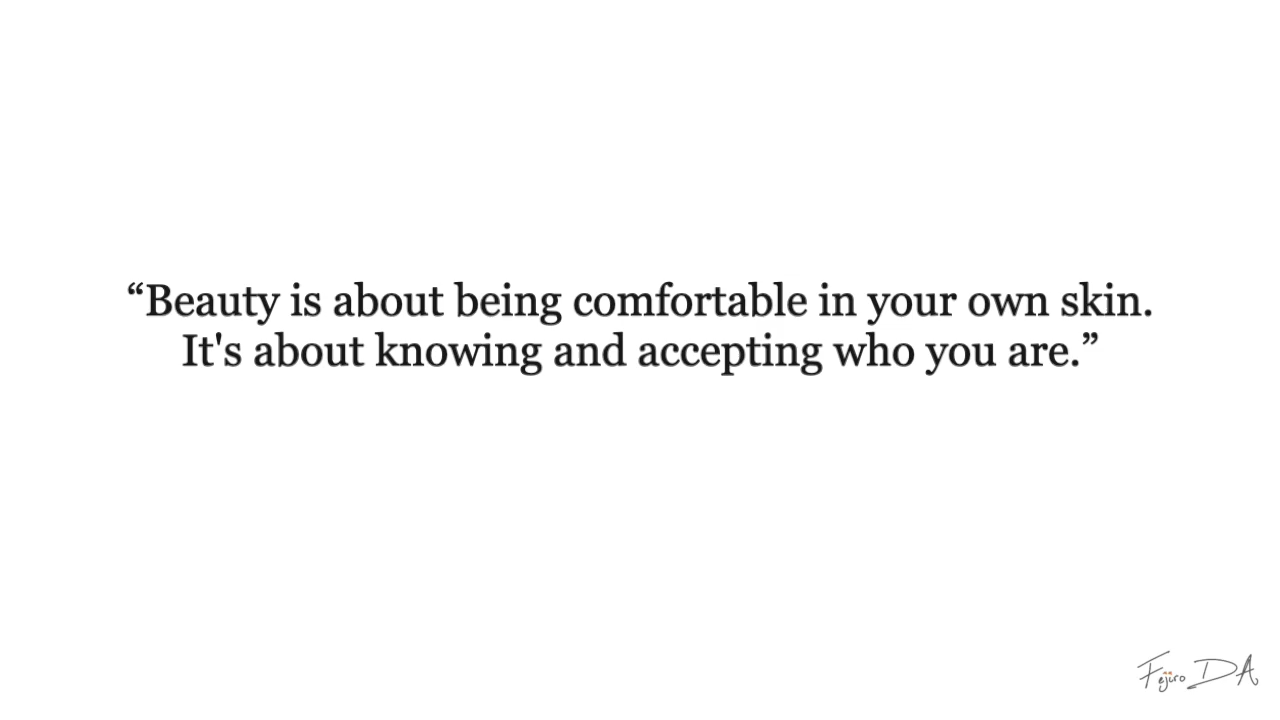 “Beauty is about being comfortable in your own skin.
It's about knowing and accepting who you are.”
Fejiro DA